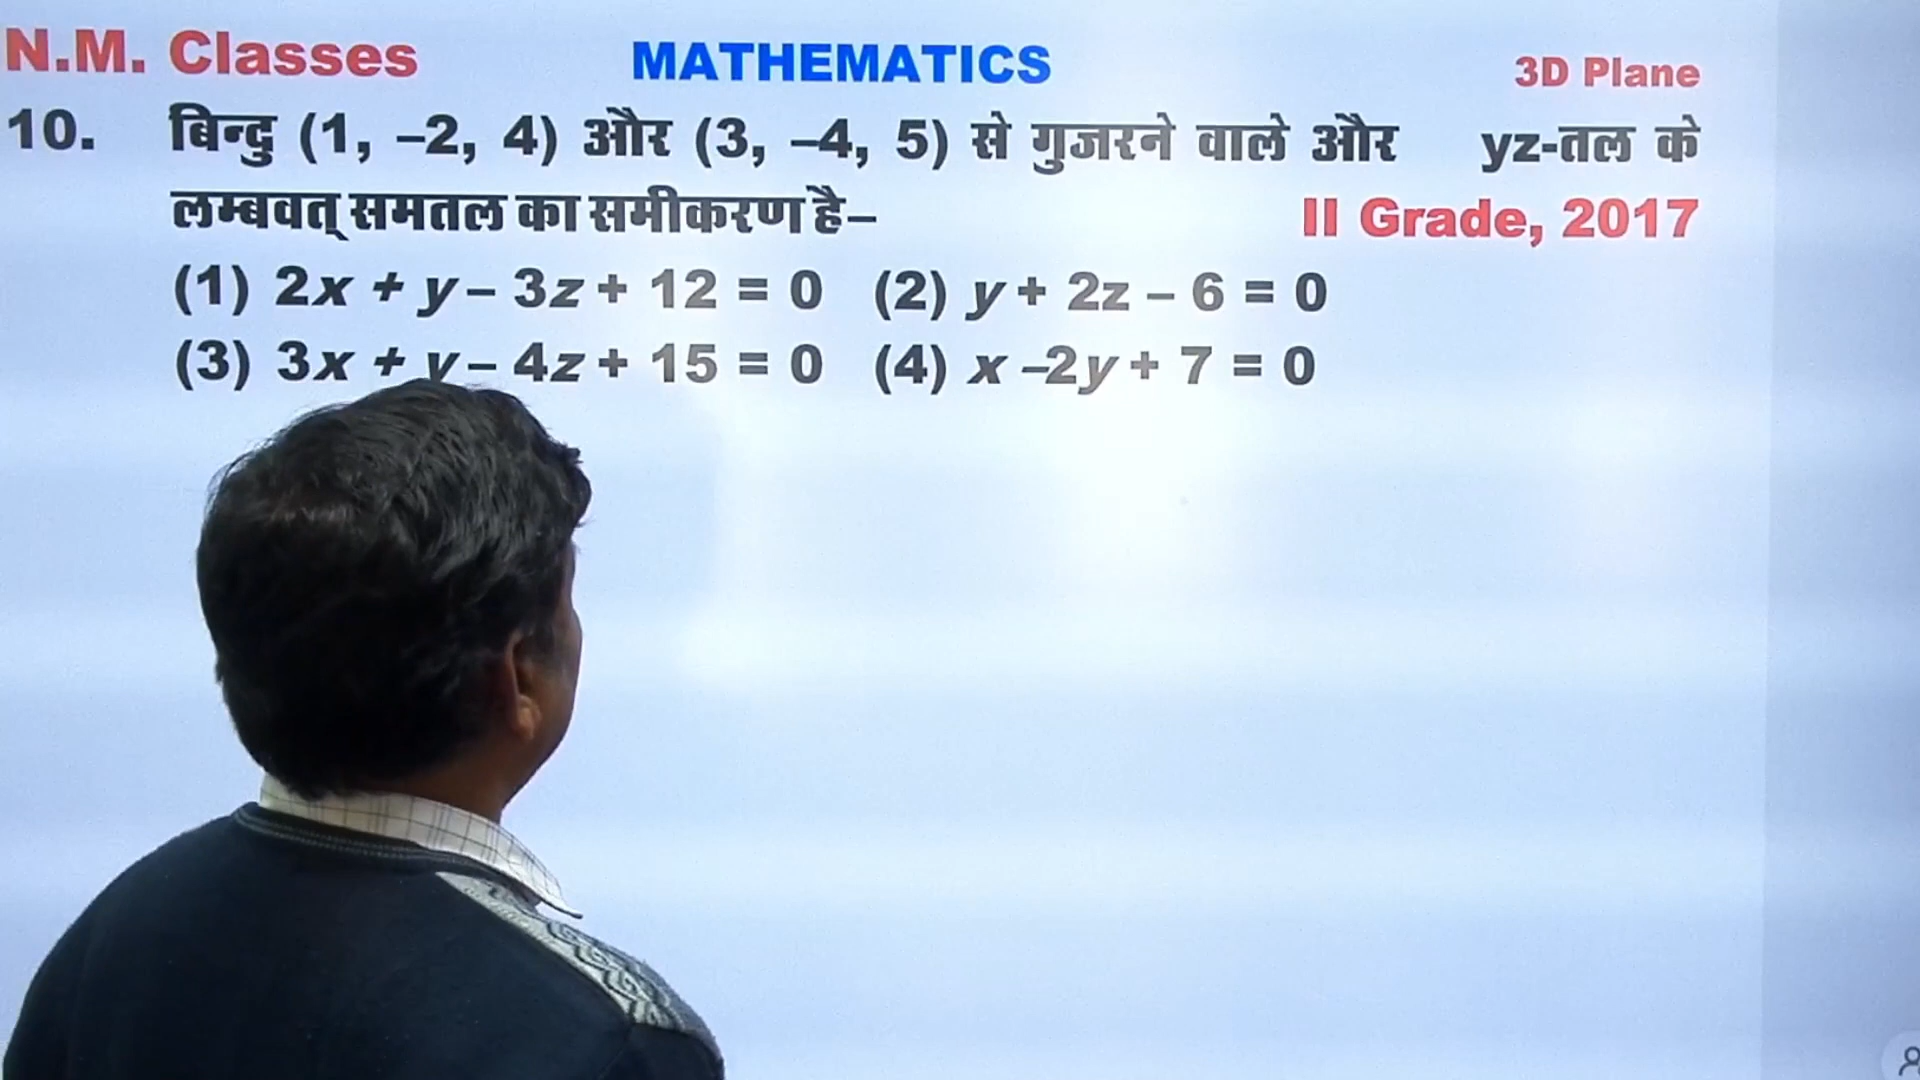 N.M. Classes MATHEMATICS 3D Plane
10. बिन्दु (1, –2, 4) और (3, –4, 5) से गुजरने वाले और yz-तल के
लम्बवत् समतल का समीकरण है– II Grade, 2017
(1) 2x + y – 3z + 12 = 0 (2) y + 2z – 6 = 0
(3) 3x + y – 4z + 15 = 0 (4) x –2y + 7 = 0